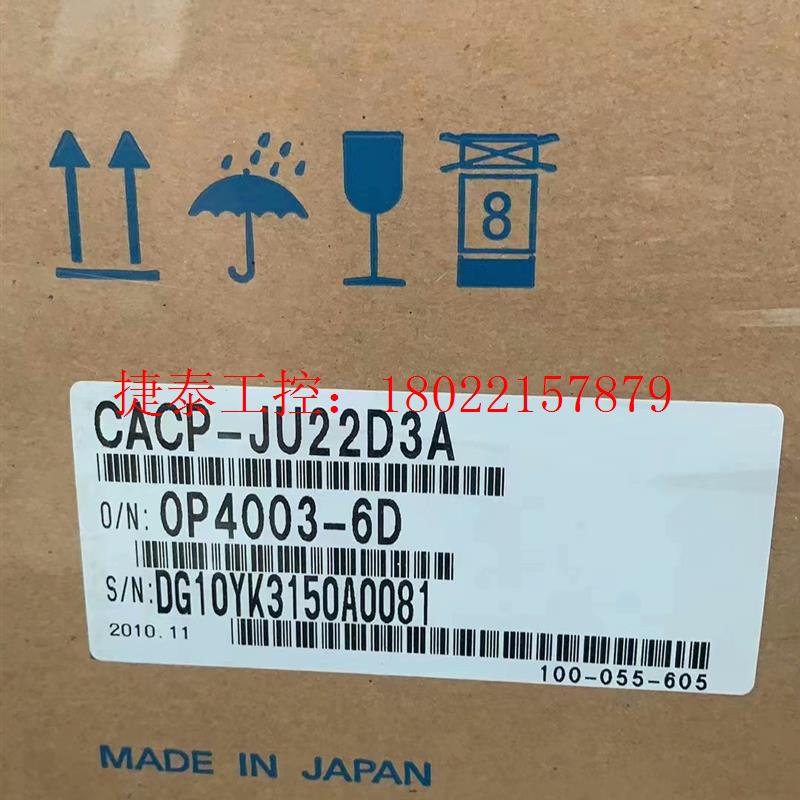 8
捷泰工控：18022157879
CACP-JU22D3A
O/N: OP4003-6D
S/N: DG10YK3150A0081
2010.11
100-055-605
MADE IN JAPAN